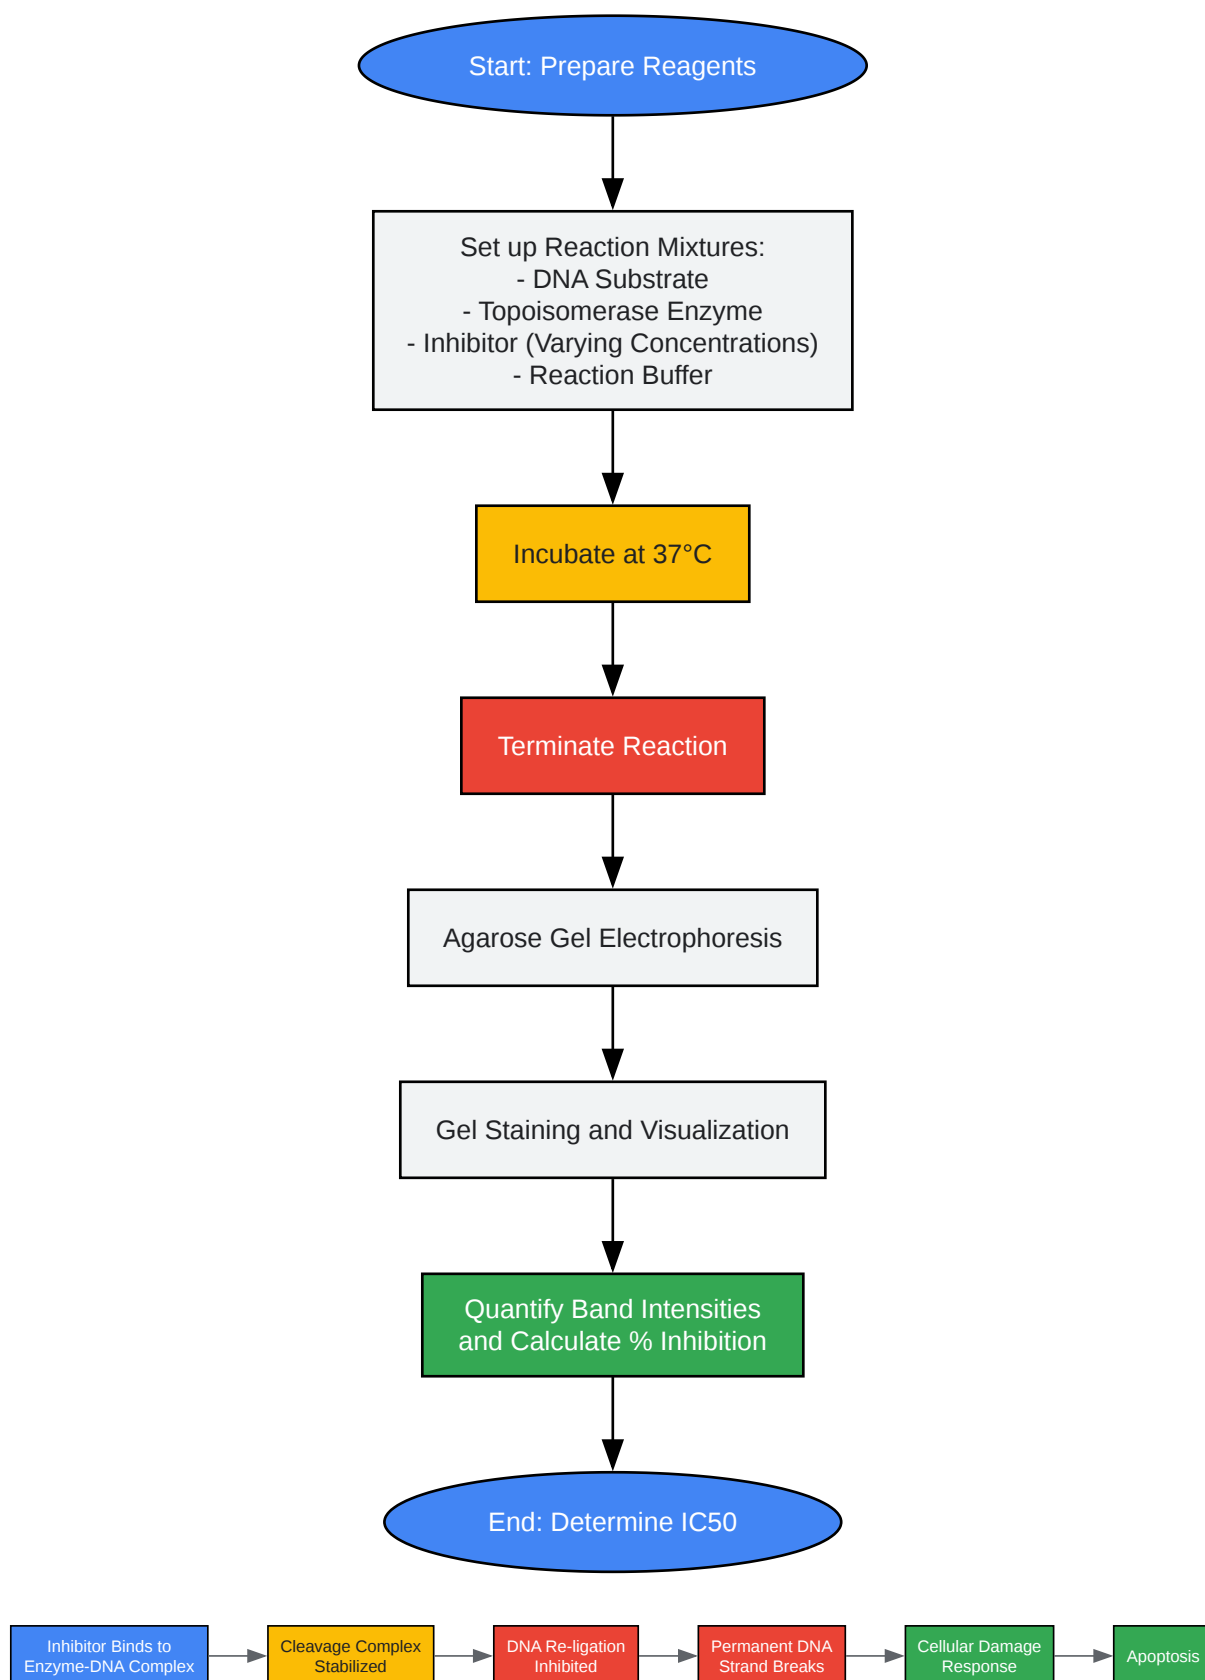 Start: Prepare Reagents
Set up Reaction Mixtures:
- DNA Substrate
- Topoisomerase Enzyme
- Inhibitor (Varying Concentrations)
- Reaction Buffer
Incubate at 37°C
Terminate Reaction
Agarose Gel Electrophoresis
Gel Staining and Visualization
Quantify Band Intensities
and Calculate % Inhibition
End: Determine IC50
Inhibitor Binds to
Enzyme-DNA Complex
Cleavage Complex
Stabilized
DNA Re-ligation
Inhibited
Permanent DNA
Strand Breaks
Cellular Damage
Response
Apoptosis